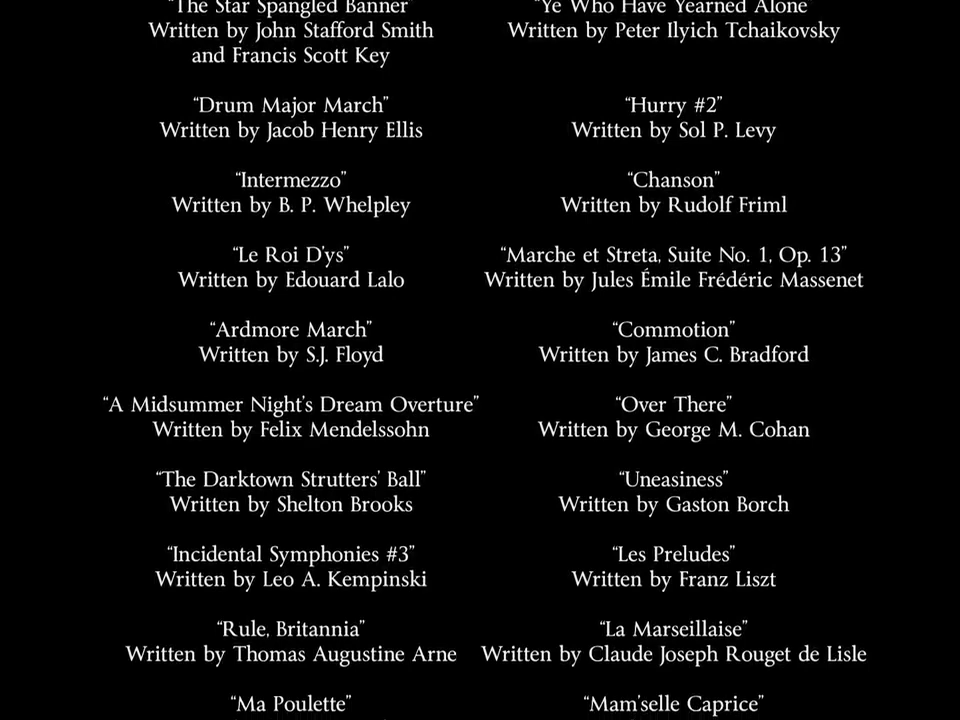 "The Star Spangled Banner"
Written by John Stafford Smith
and Francis Scott Key
"Ye Who Have Yearned Alone"
Written by Peter Ilyich Tchaikovsky
"Drum Major March"
Written by Jacob Henry Ellis
"Hurry #2"
Written by Sol P. Levy
"Intermezzo"
Written by B. P. Whelpley
"Chanson"
Written by Rudolf Friml
"Le Roi D'ys"
Written by Edouard Lalo
"Marche et Streta, Suite No. 1, Op. 13"
Written by Jules Émile Frédéric Massenet
"Ardmore March"
Written by S.J. Floyd
"Commotion"
Written by James C. Bradford
"A Midsummer Night's Dream Overture"
Written by Felix Mendelssohn
"Over There"
Written by George M. Cohan
"The Darktown Strutters' Ball"
Written by Shelton Brooks
"Uneasiness"
Written by Gaston Borch
"Incidental Symphonies #3"
Written by Leo A. Kempinski
"Les Preludes"
Written by Franz Liszt
"Rule, Britannia"
Written by Thomas Augustine Arne
"La Marseillaise"
Written by Claude Joseph Rouget de Lisle
"Ma Poulette"
"Mam'selle Caprice"